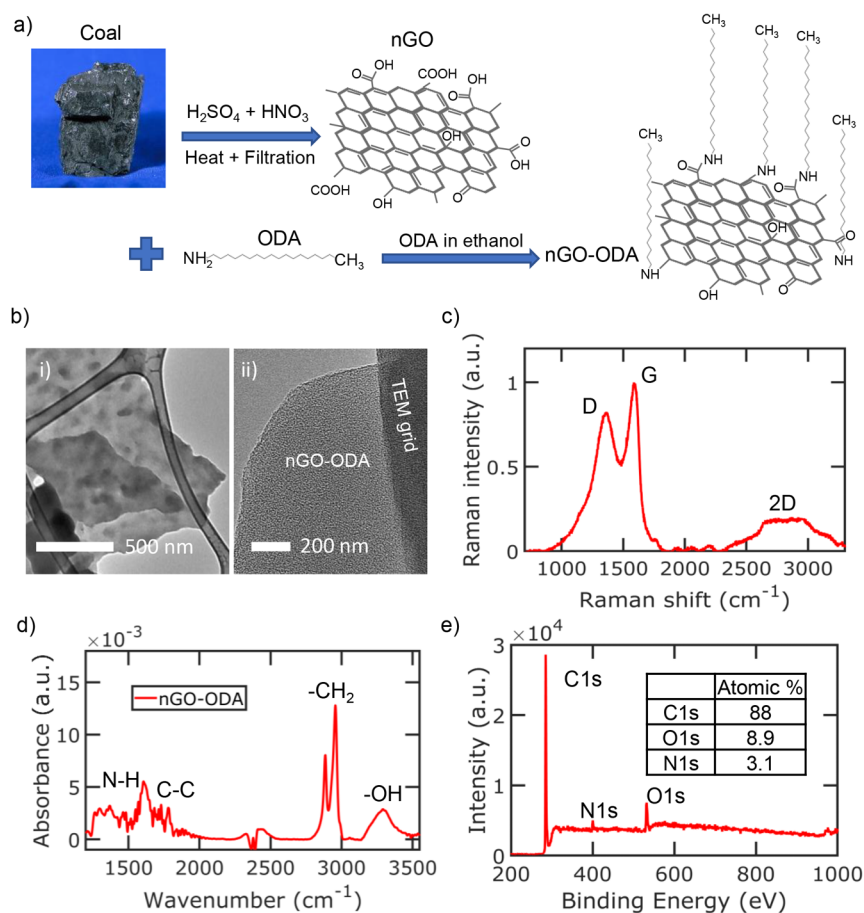 a)
Coal
H₂SO₄ + HNO₃
Heat + Filtration
nGO
O
OH
COOH
OH
O
OH
O
OH
COOH
OH
O
CH₃
CH₃
CH₃
CH₃
CH₃
O
NH
NH
O
NH
OH
O
NH
NH
OH
O
ODA
NH₂
CH₃
ODA in ethanol
nGO-ODA
b)
i)
500 nm
ii)
nGO-ODA
TEM grid
200 nm
c)
Raman intensity (a.u.)
1
0.5
0
D
G
2D
1000 1500 2000 2500 3000
Raman shift (cm⁻¹)
d)
×10⁻³
Absorbance (a.u.)
15
10
5
0
nGO-ODA
N-H
C-C
-CH₂
-OH
1500 2000 2500 3000 3500
Wavenumber (cm⁻¹)
e)
×10⁴
Intensity (a.u.)
3
2
1
0
C1s
N1s
O1s
Atomic %
C1s 88
O1s 8.9
N1s 3.1
200 400 600 800 1000
Binding Energy (eV)